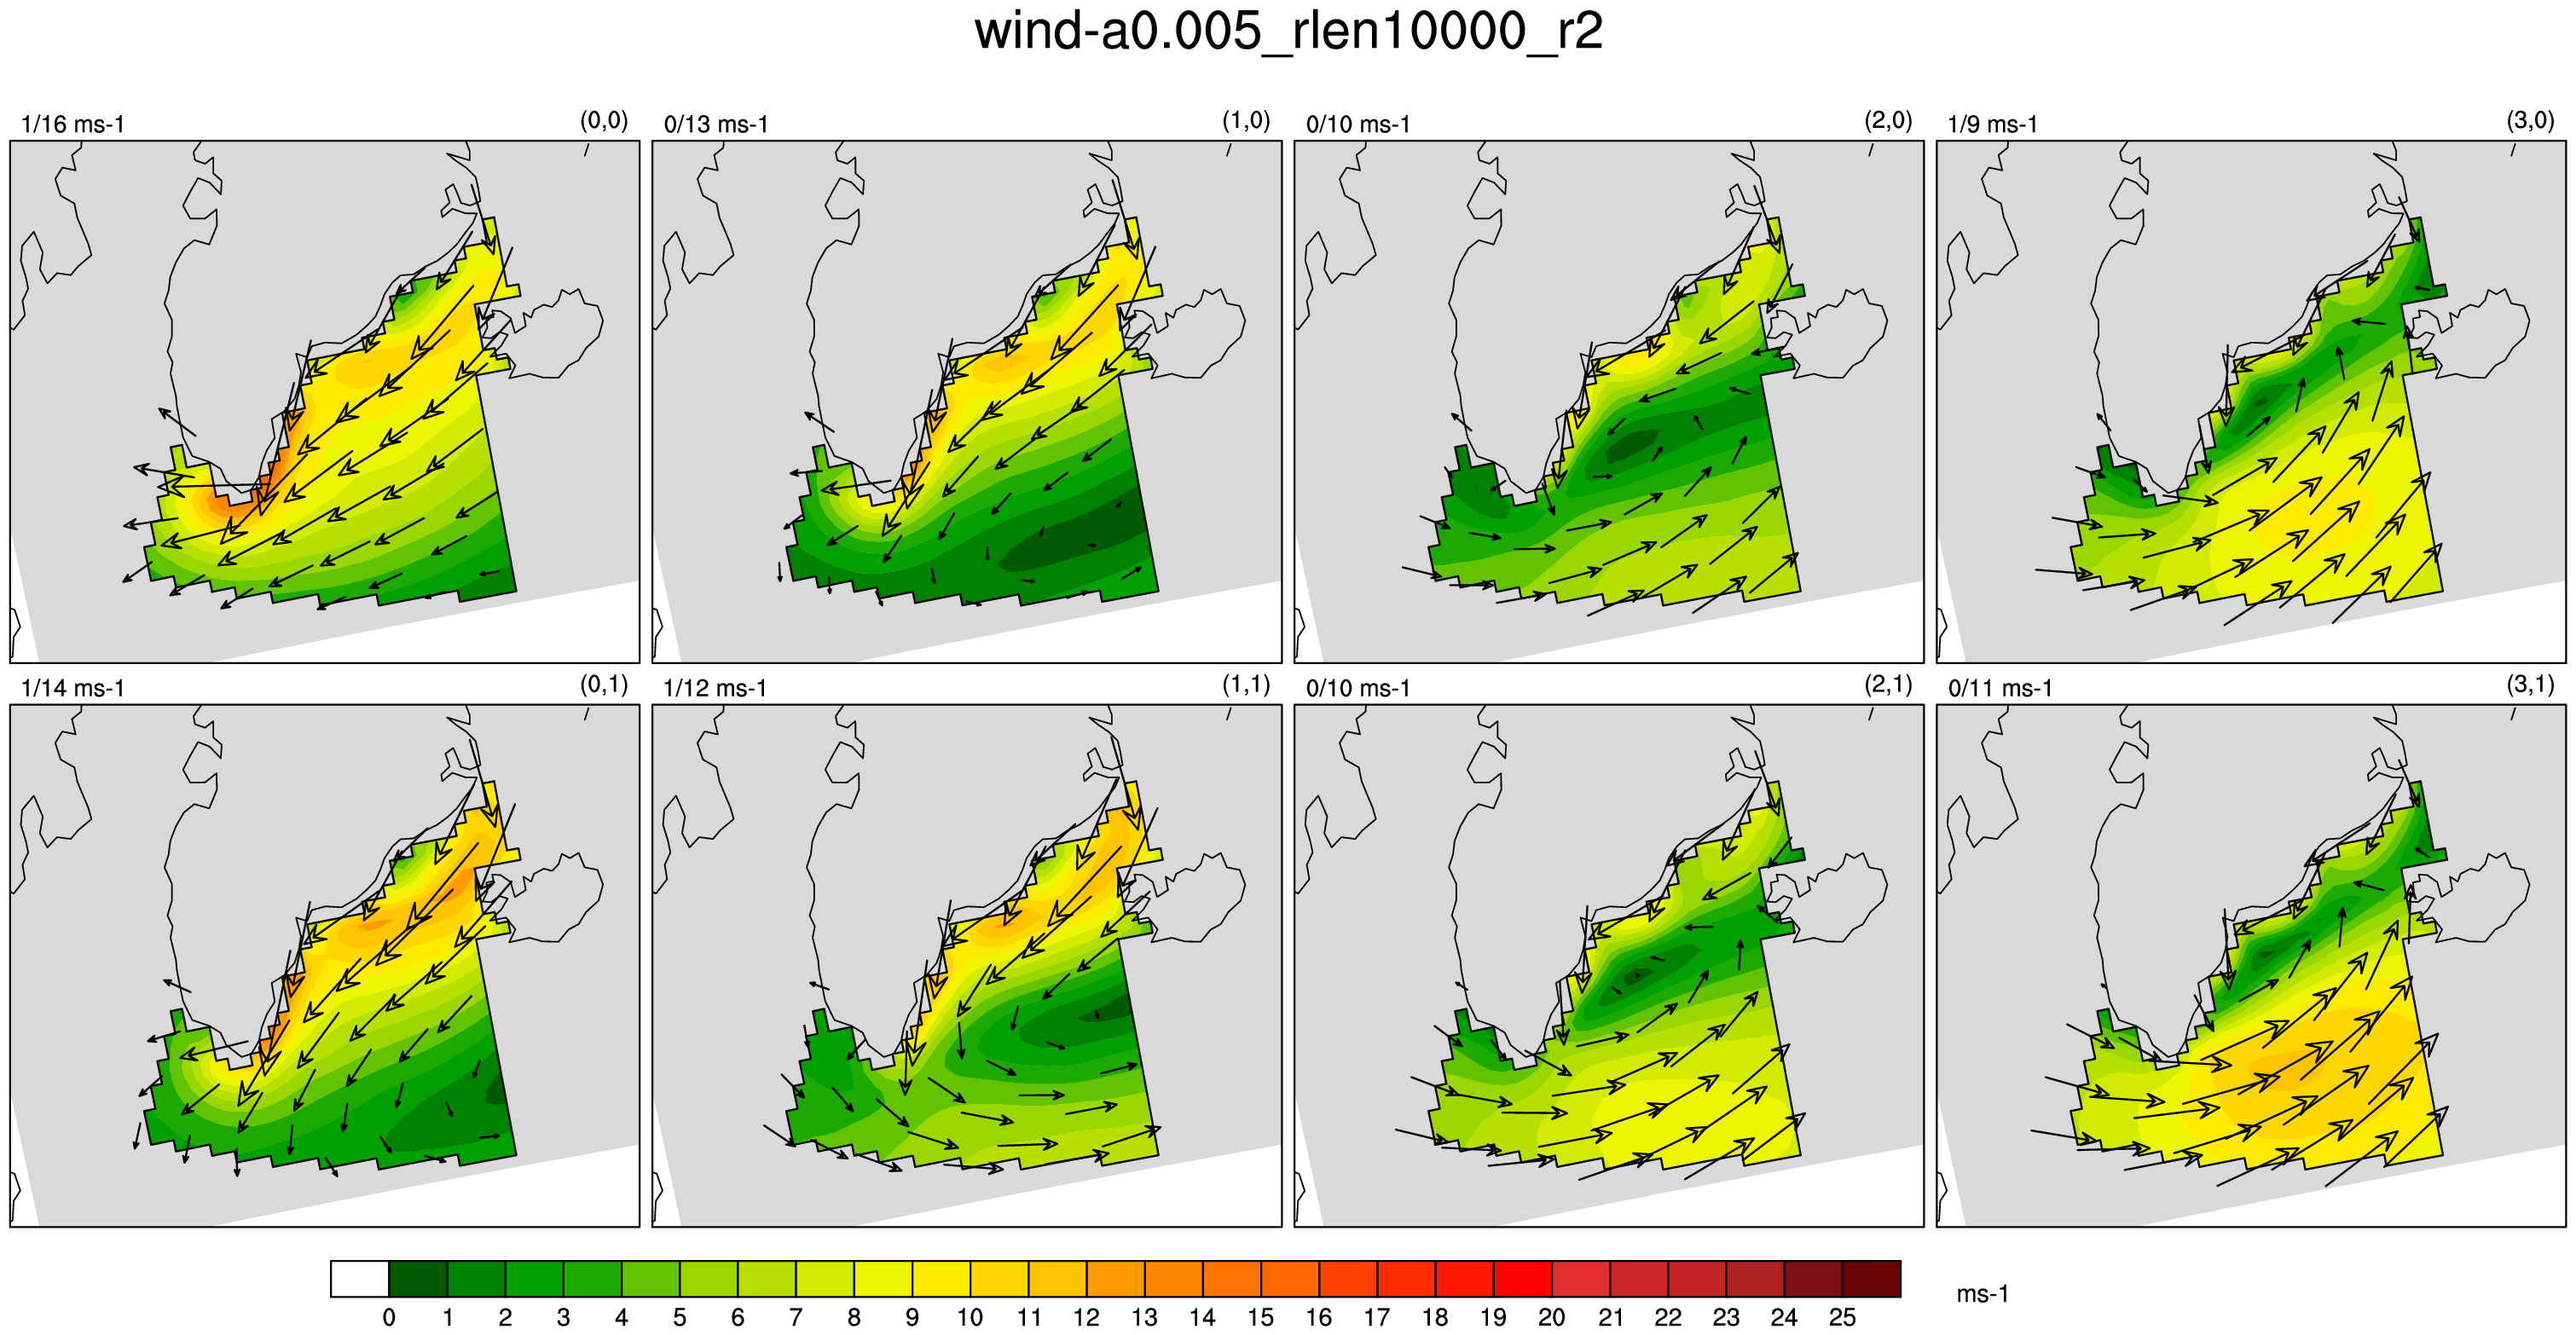 wind-a0.005_rlen10000_r2
1/16 ms-1 (0,0) 0/13 ms-1 (1,0) 0/10 ms-1 (2,0) 1/9 ms-1 (3,0)
1/14 ms-1 (0,1) 1/12 ms-1 (1,1) 0/10 ms-1 (2,1) 0/11 ms-1 (3,1)
0 1 2 3 4 5 6 7 8 9 10 11 12 13 14 15 16 17 18 19 20 21 22 23 24 25 ms-1